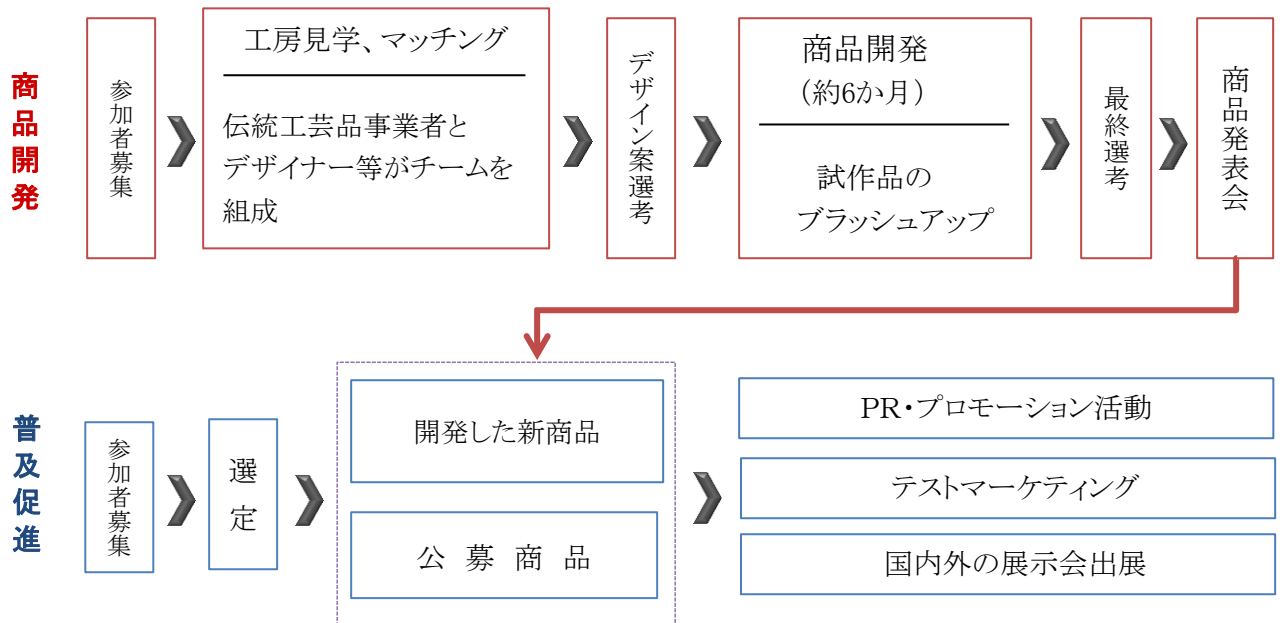 商品開発
参加者募集
工房見学、マッチング
伝統工芸品事業者と
デザイナー等がチームを
組成
デザイン案選考
商品開発
（約6か月）
試作品の
ブラッシュアップ
最終選考
商品発表会
普及促進
参加者募集
選定
開発した新商品
公募商品
PR・プロモーション活動
テストマーケティング
国内外の展示会出展